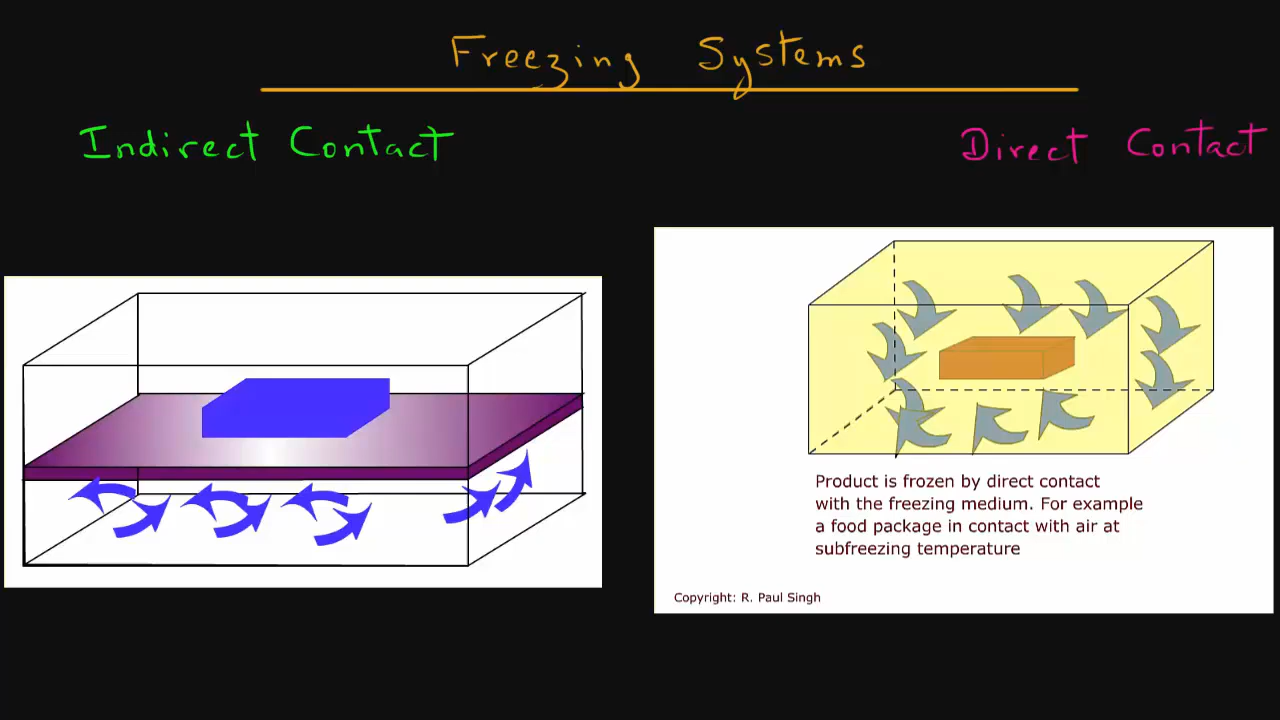 Freezing Systems
Indirect Contact
Direct Contact
Product is frozen by direct contact
with the freezing medium. For example
a food package in contact with air at
subfreezing temperature
Copyright: R. Paul Singh